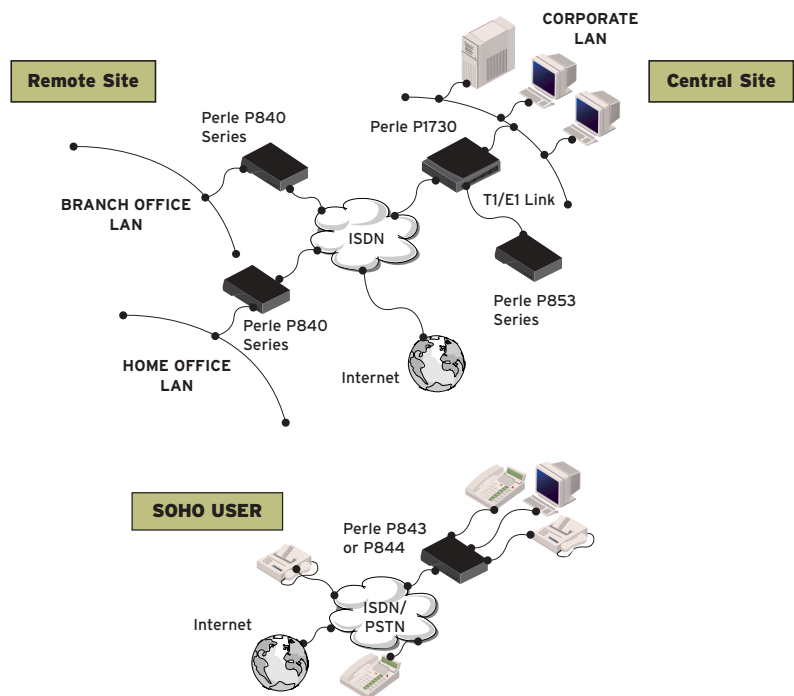 CORPORATE
LAN
Remote Site
Central Site
Perle P840
Series
Perle P1730
BRANCH OFFICE
LAN
T1/E1 Link
ISDN
Perle P853
Series
Perle P840
Series
HOME OFFICE
LAN
Internet
SOHO USER
Perle P843
or P844
ISDN/
PSTN
Internet